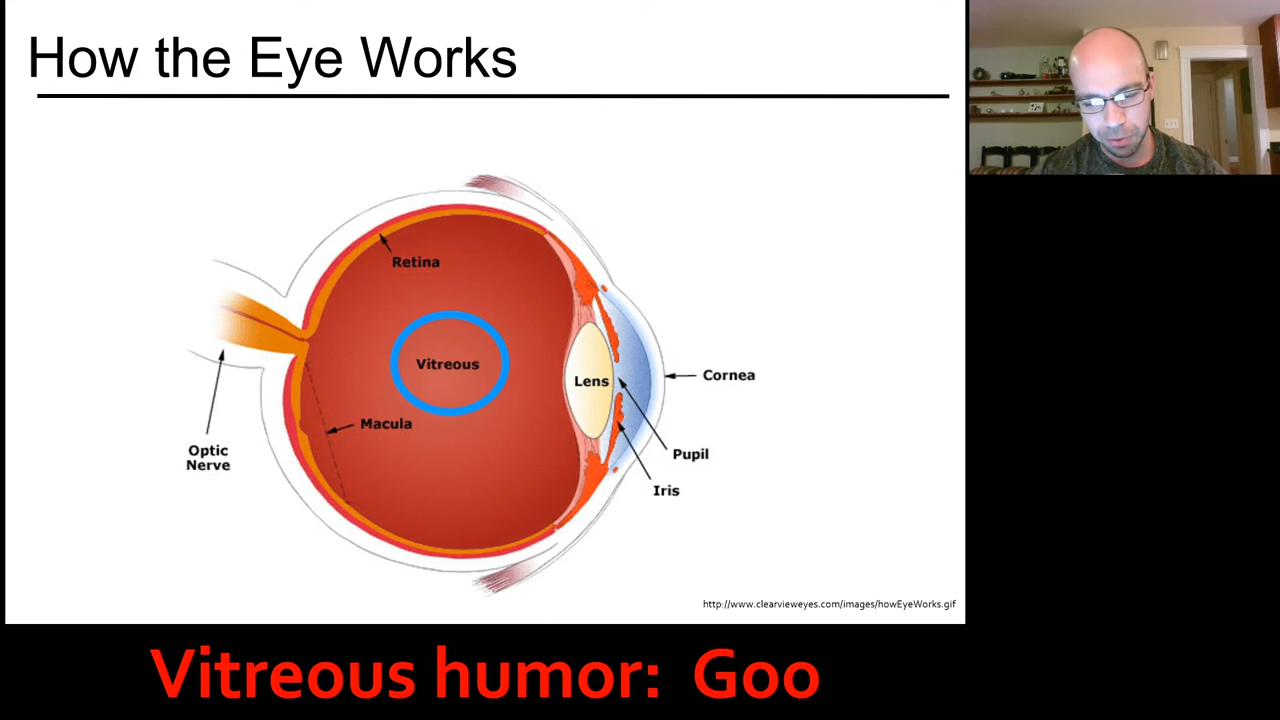 How the Eye Works
Retina
Vitreous
Lens
Cornea
Macula
Optic
Nerve
Pupil
Iris
http://www.clearvieweyes.com/images/howEyeWorks.gif
Vitreous humor: Goo